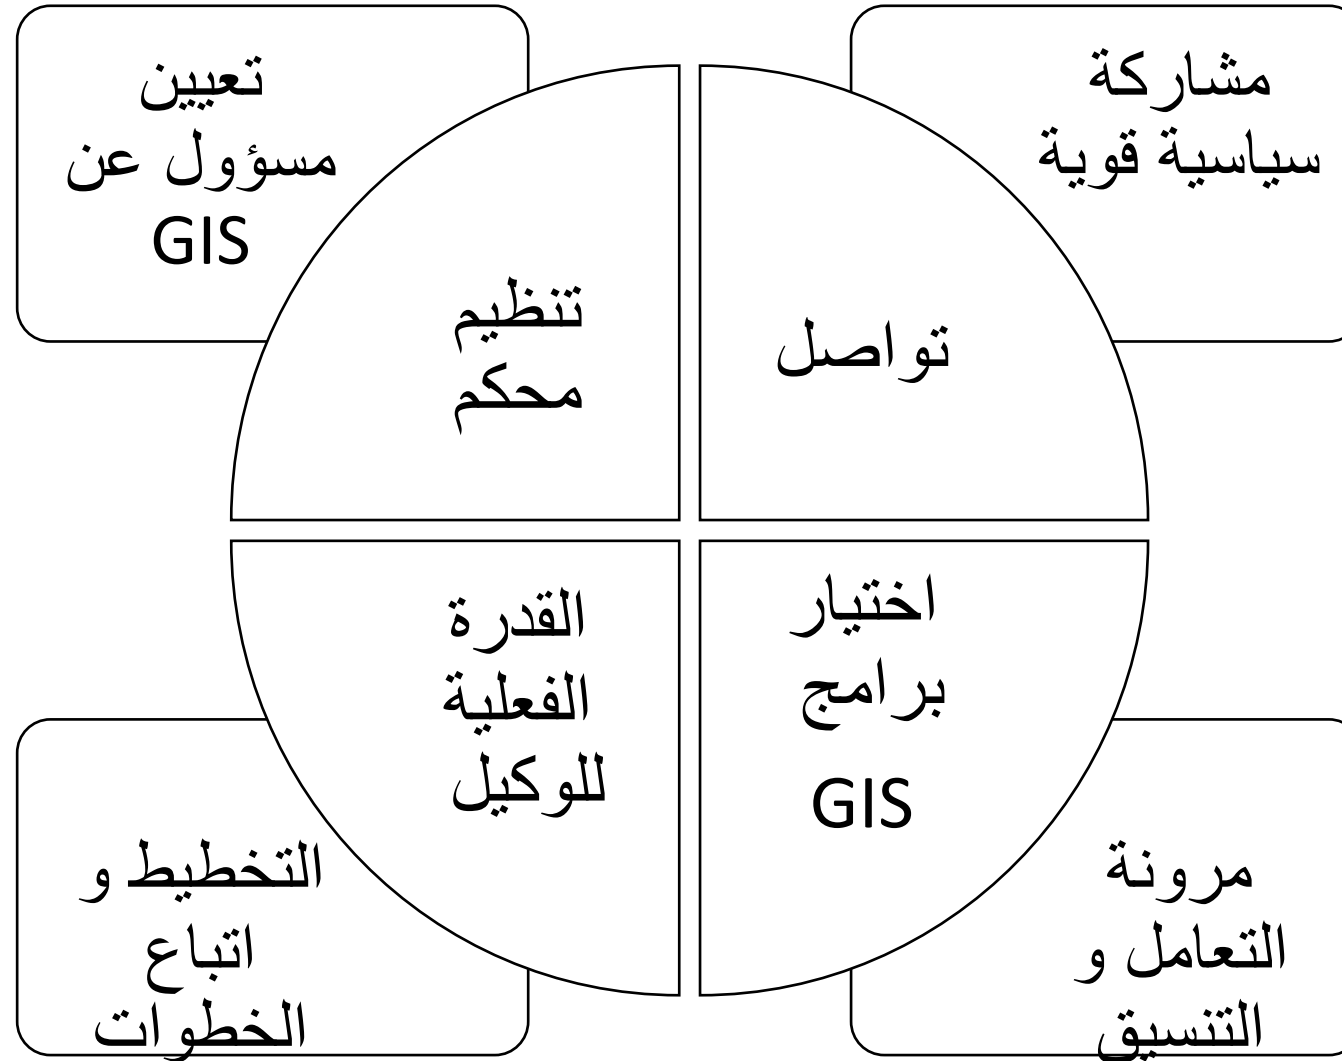 تعيين
مسؤول عن
GIS
مشاركة
سياسية قوية
تنظيم
محكم
تواصل
القدرة
الفعلية
للوكيل
اختيار
برامج
GIS
التخطيط و
اتباع
الخطوات
مرونة
التعامل و
التنسيق